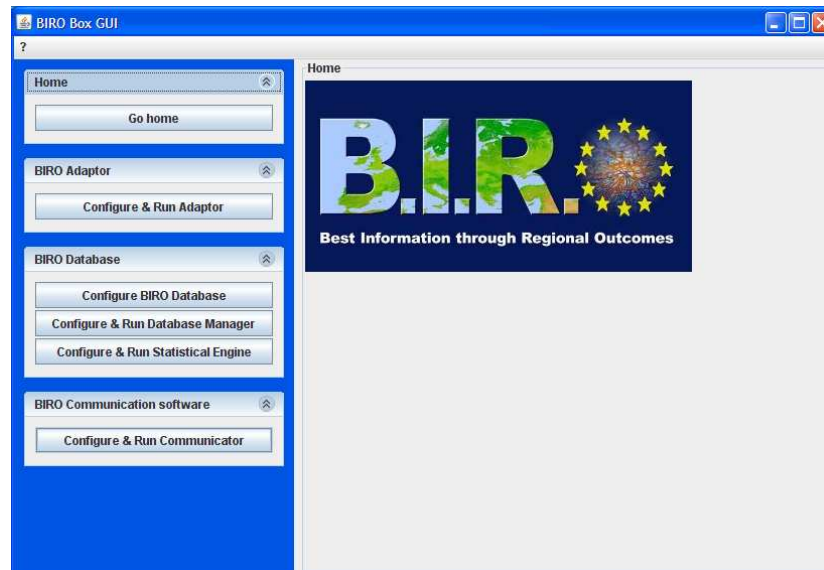 BIRO Box GUI
?
Home
Go home
BIRO Adaptor
Configure & Run Adaptor
BIRO Database
Configure BIRO Database
Configure & Run Database Manager
Configure & Run Statistical Engine
BIRO Communication software
Configure & Run Communicator
Home
B.I.R.
Best Information through Regional Outcomes